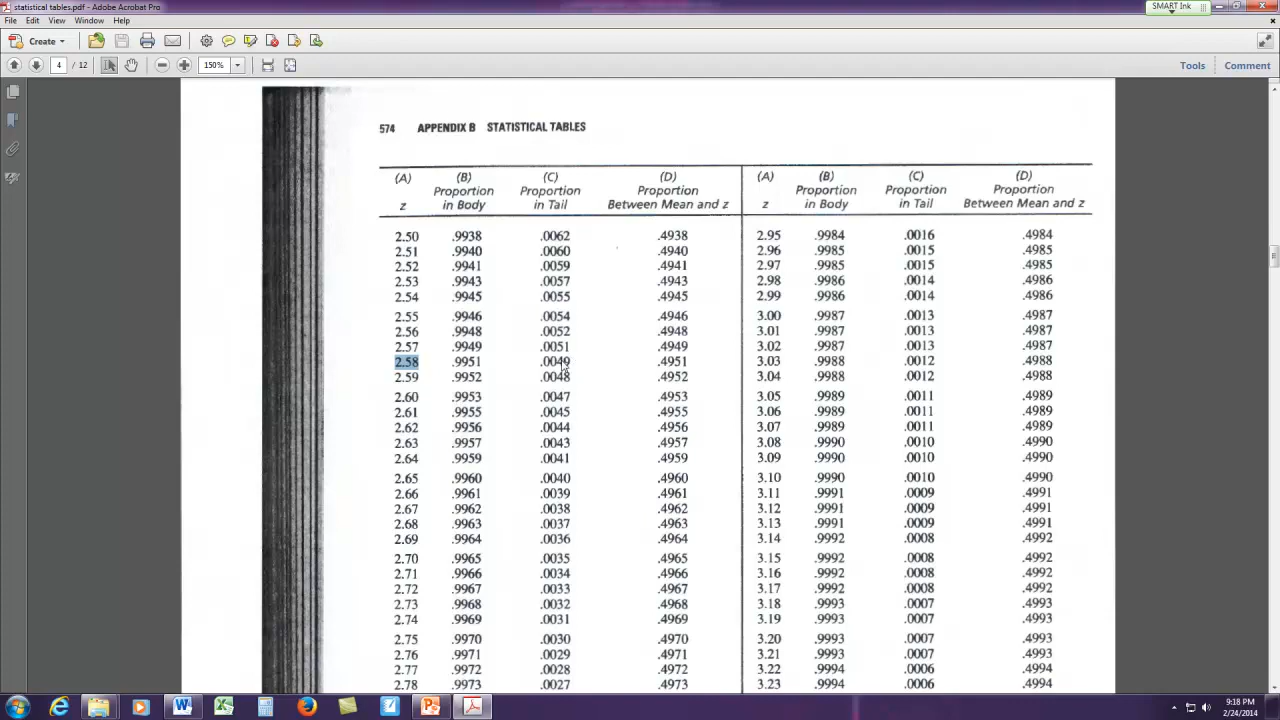 statistical tables.pdf - Adobe Acrobat Pro
SMART Ink
File Edit View Window Help
Create
4 / 12
150%
Tools
Comment
574 APPENDIX B STATISTICAL TABLES
(A) (B) (C) (D) (A) (B) (C) (D)
Proportion Proportion Proportion Proportion Proportion Proportion
z in Body in Tail Between Mean and z z in Body in Tail Between Mean and z
2.50 .9938 .0062 .4938 2.95 .9984 .0016 .4984
2.51 .9940 .0060 .4940 2.96 .9985 .0015 .4985
2.52 .9941 .0059 .4941 2.97 .9985 .0015 .4985
2.53 .9943 .0057 .4943 2.98 .9986 .0014 .4986
2.54 .9945 .0055 .4945 2.99 .9986 .0014 .4986
2.55 .9946 .0054 .4946 3.00 .9987 .0013 .4987
2.56 .9948 .0052 .4948 3.01 .9987 .0013 .4987
2.57 .9949 .0051 .4949 3.02 .9987 .0013 .4987
2.58 .9951 .0049 .4951 3.03 .9988 .0012 .4988
2.59 .9952 .0048 .4952 3.04 .9988 .0012 .4988
2.60 .9953 .0047 .4953 3.05 .9989 .0011 .4989
2.61 .9955 .0045 .4955 3.06 .9989 .0011 .4989
2.62 .9956 .0044 .4956 3.07 .9989 .0011 .4989
2.63 .9957 .0043 .4957 3.08 .9990 .0010 .4990
2.64 .9959 .0041 .4959 3.09 .9990 .0010 .4990
2.65 .9960 .0040 .4960 3.10 .9990 .0010 .4990
2.66 .9961 .0039 .4961 3.11 .9991 .0009 .4991
2.67 .9962 .0038 .4962 3.12 .9991 .0009 .4991
2.68 .9963 .0037 .4963 3.13 .9991 .0009 .4991
2.69 .9964 .0036 .4964 3.14 .9992 .0008 .4992
2.70 .9965 .0035 .4965 3.15 .9992 .0008 .4992
2.71 .9966 .0034 .4966 3.16 .9992 .0008 .4992
2.72 .9967 .0033 .4967 3.17 .9992 .0008 .4992
2.73 .9968 .0032 .4968 3.18 .9993 .0007 .4993
2.74 .9969 .0031 .4969 3.19 .9993 .0007 .4993
2.75 .9970 .0030 .4970 3.20 .9993 .0007 .4993
2.76 .9971 .0029 .4971 3.21 .9993 .0007 .4993
2.77 .9972 .0028 .4972 3.22 .9994 .0006 .4994
2.78 .9973 .0027 .4973 3.23 .9994 .0006 .4994
9:18 PM
2/24/2014